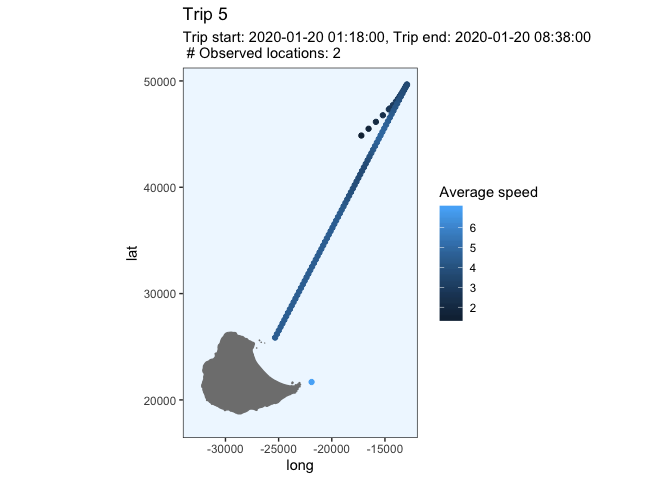 Trip 5
Trip start: 2020-01-20 01:18:00, Trip end: 2020-01-20 08:38:00
# Observed locations: 2
50000
40000
30000
20000
lat
-30000
-25000
-20000
-15000
long
Average speed
6
5
4
3
2